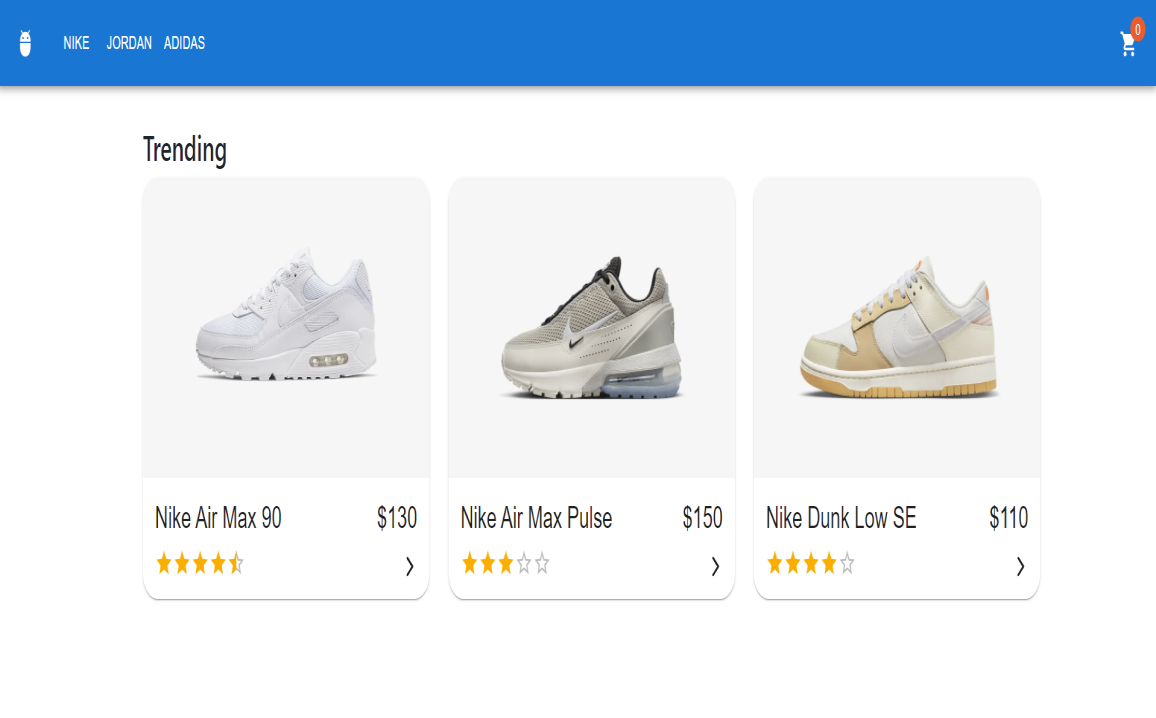 NIKE JORDAN ADIDAS 0
Trending
Nike Air Max 90 $130
Nike Air Max Pulse $150
Nike Dunk Low SE $110